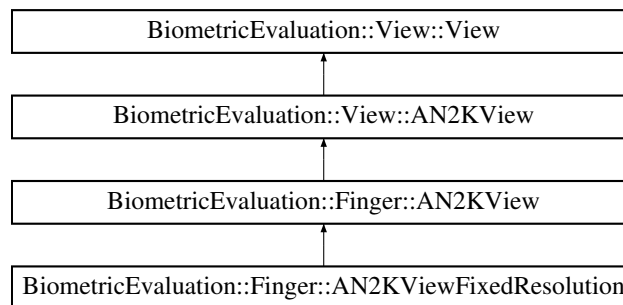 BiometricEvaluation::View::View
BiometricEvaluation::View::AN2KView
BiometricEvaluation::Finger::AN2KView
BiometricEvaluation::Finger::AN2KViewFixedResolution